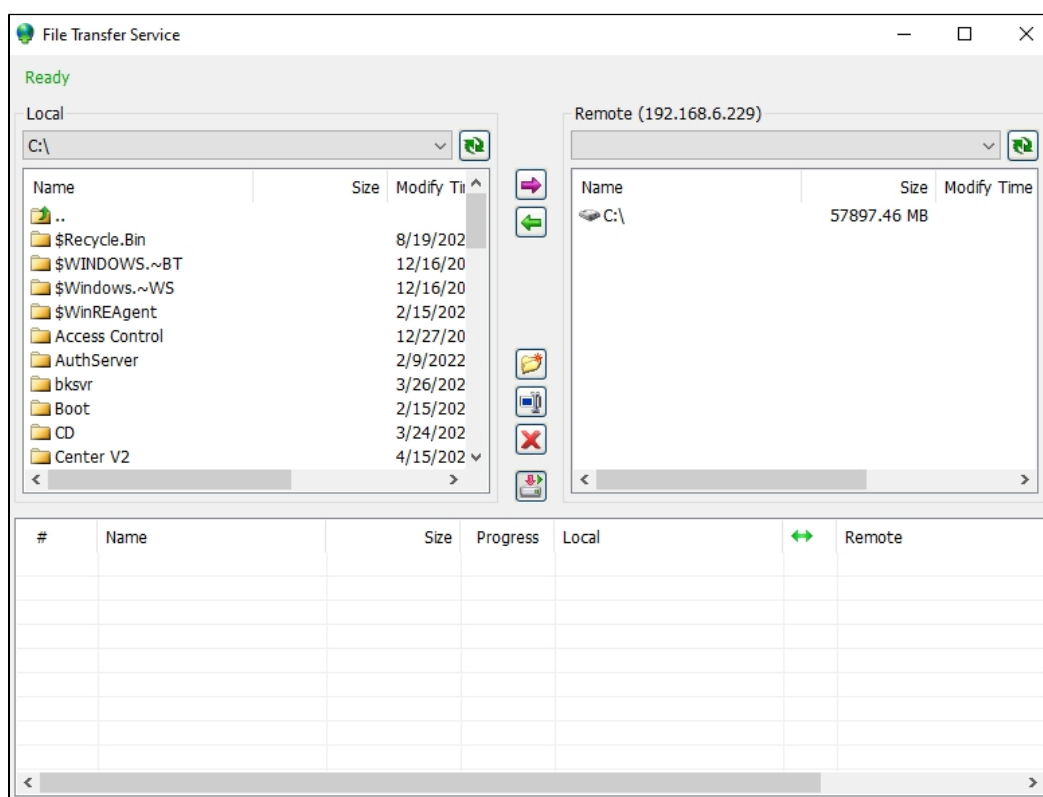 File Transfer Service
Ready
Local
C:\
Name Size Modify Tir
..
$Recycle.Bin 8/19/202
$WINDOWS.~BT 12/16/20
$Windows.~WS 12/16/20
$WinREAgent 2/15/202
Access Control 12/27/20
AuthServer 2/9/2022
bksvr 3/26/202
Boot 2/15/202
CD 3/24/202
Center V2 4/15/202
Remote (192.168.6.229)
Name Size Modify Time
C:\ 57897.46 MB
# Name Size Progress Local Remote